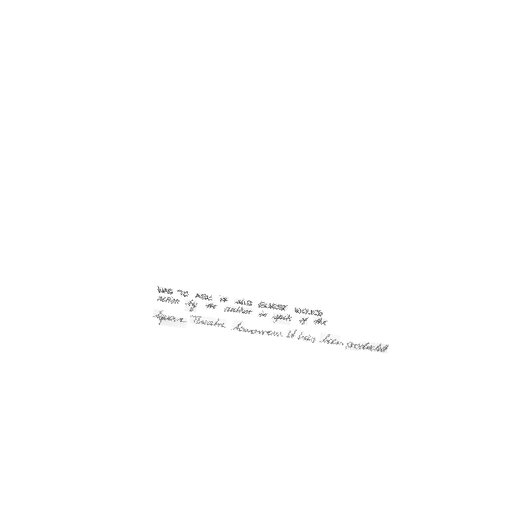 WAS TO ASK IF HIS GUEST WOULD
action by the author in spite of the
Square Theatre tomorrow. It has been produced